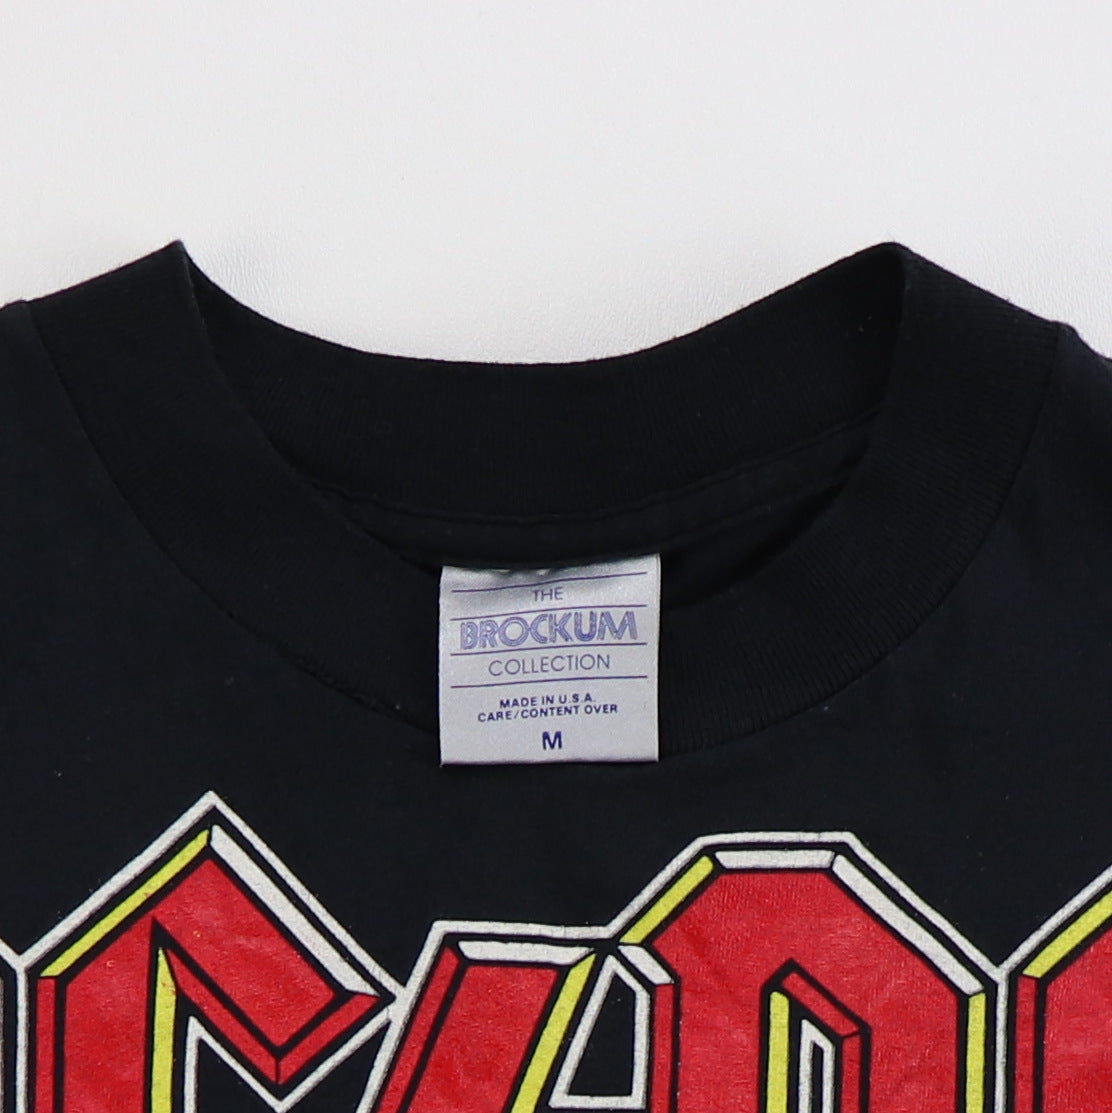 THE
BROCKUM
COLLECTION
MADE IN U.S.A.
CARE/CONTENT OVER
M